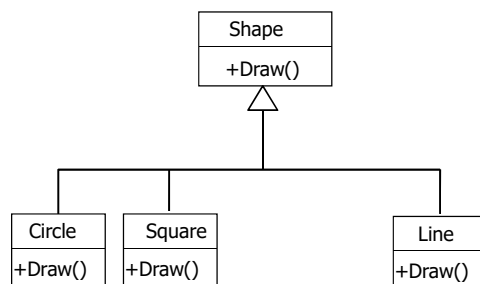 Shape
+Draw()
Circle
+Draw()
Square
+Draw()
Line
+Draw()